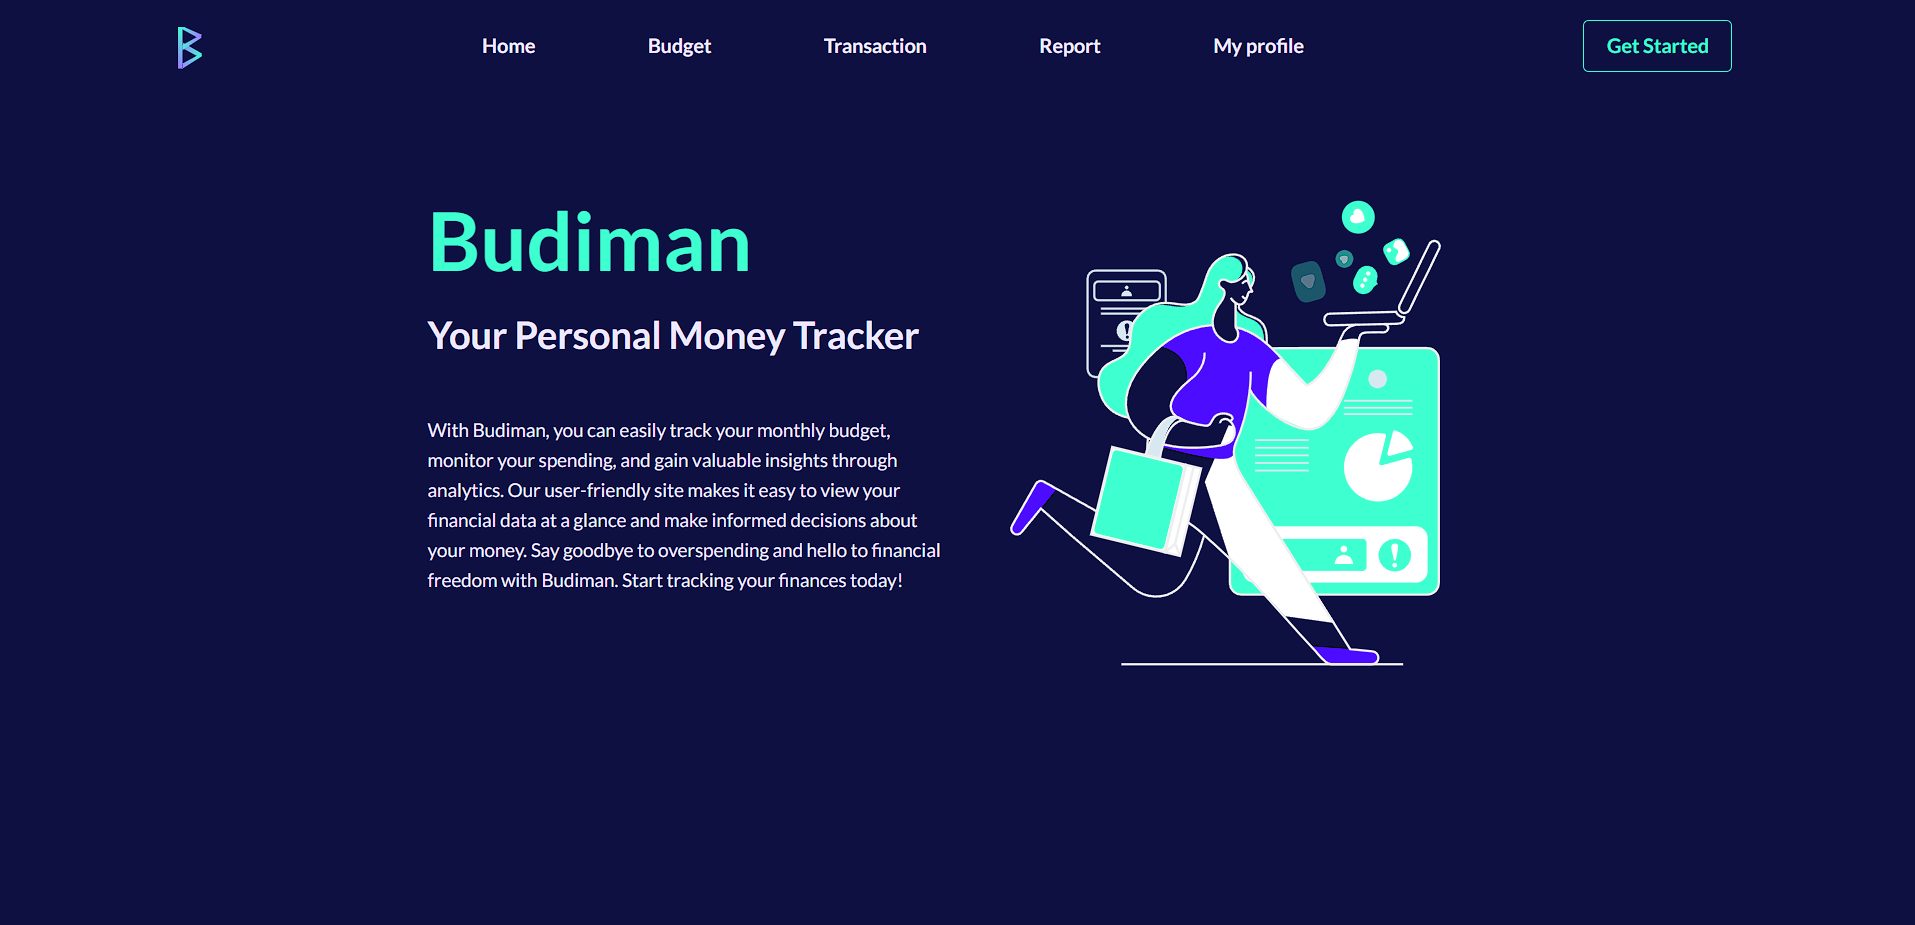 Home Budget Transaction Report My profile Get Started
Budiman
Your Personal Money Tracker
With Budiman, you can easily track your monthly budget,
monitor your spending, and gain valuable insights through
analytics. Our user-friendly site makes it easy to view your
financial data at a glance and make informed decisions about
your money. Say goodbye to overspending and hello to financial
freedom with Budiman. Start tracking your finances today!